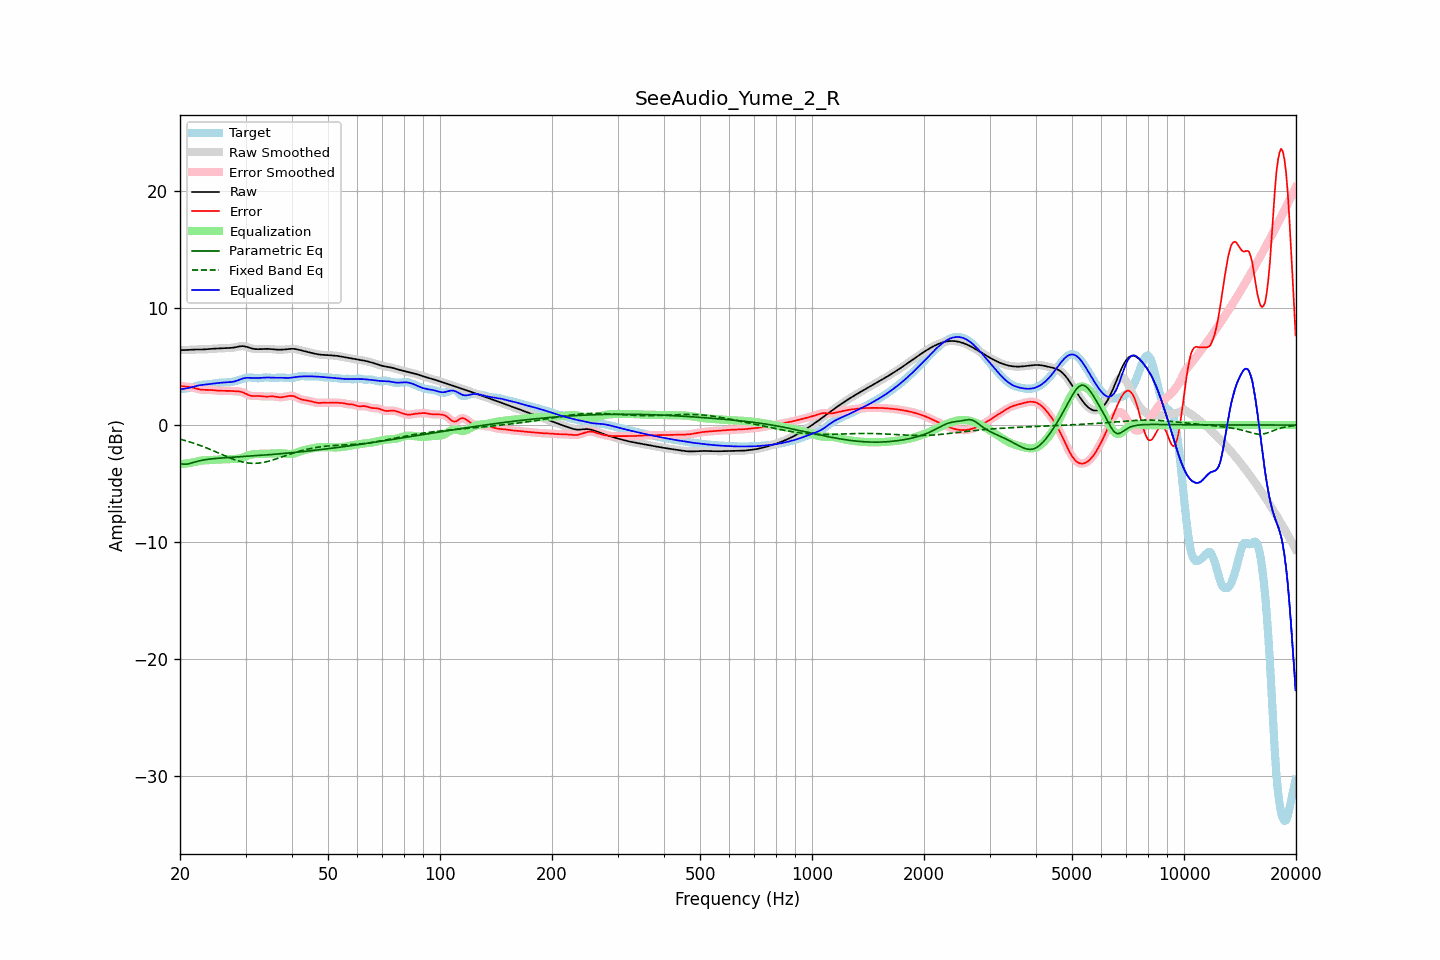 SeeAudio_Yume_2_R
Target
Raw Smoothed
Error Smoothed
Raw
Error
Equalization
Parametric Eq
Fixed Band Eq
Equalized
20
10
0
−10
−20
−30
Amplitude (dBr)
20 50 100 200 500 1000 2000 5000 10000 20000
Frequency (Hz)